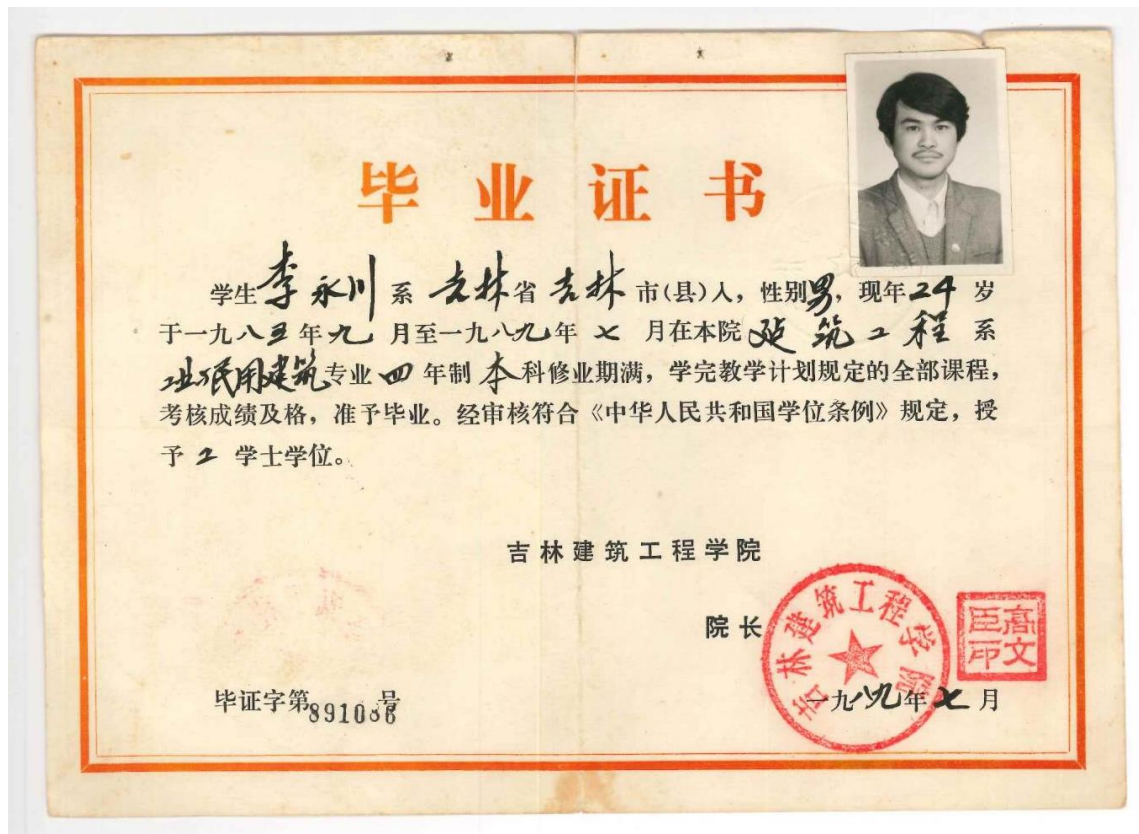 毕业证书
学生李永川系吉林省吉林市(县)人，性别男，现年24岁
于一九八五年九月至一九八九年七月在本院建筑工程系
工业与民用建筑专业四年制本科修业期满，学完教学计划规定的全部课程，
考核成绩及格，准予毕业。经审核符合《中华人民共和国学位条例》规定，授
予工学士学位。
吉林建筑工程学院
院长
吉林建筑工程学院
高文臣印
一九八九年七月
毕证字第891086号